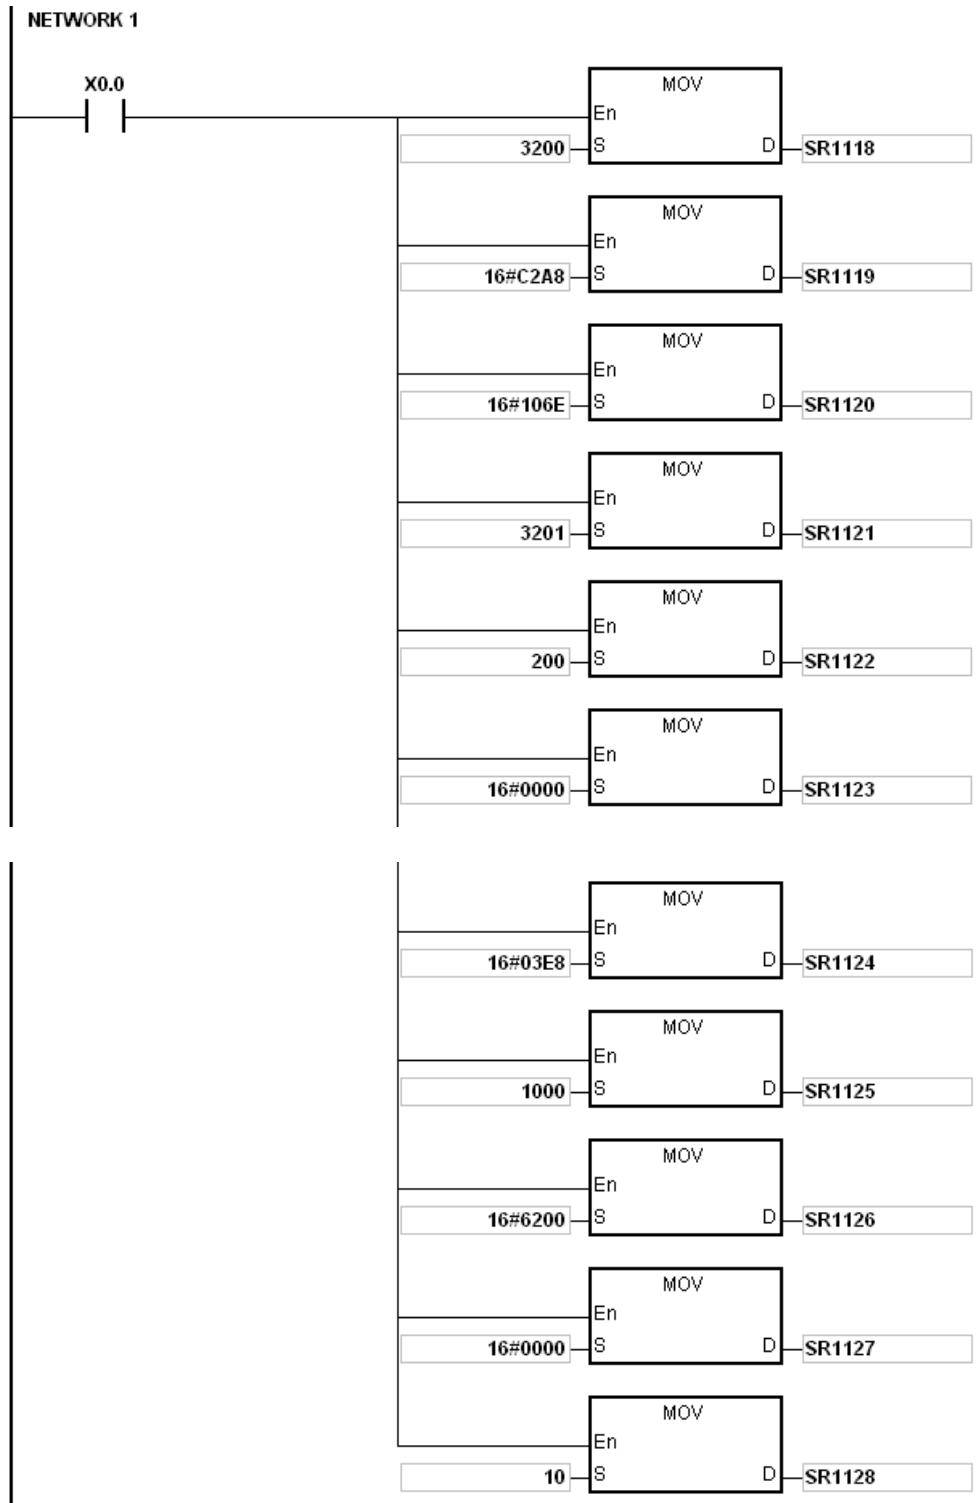 NETWORK 1
X0.0
MOV
En
3200 S D SR1118
MOV
En
16#C2A8 S D SR1119
MOV
En
16#106E S D SR1120
MOV
En
3201 S D SR1121
MOV
En
200 S D SR1122
MOV
En
16#0000 S D SR1123
MOV
En
16#03E8 S D SR1124
MOV
En
1000 S D SR1125
MOV
En
16#6200 S D SR1126
MOV
En
16#0000 S D SR1127
MOV
En
10 S D SR1128